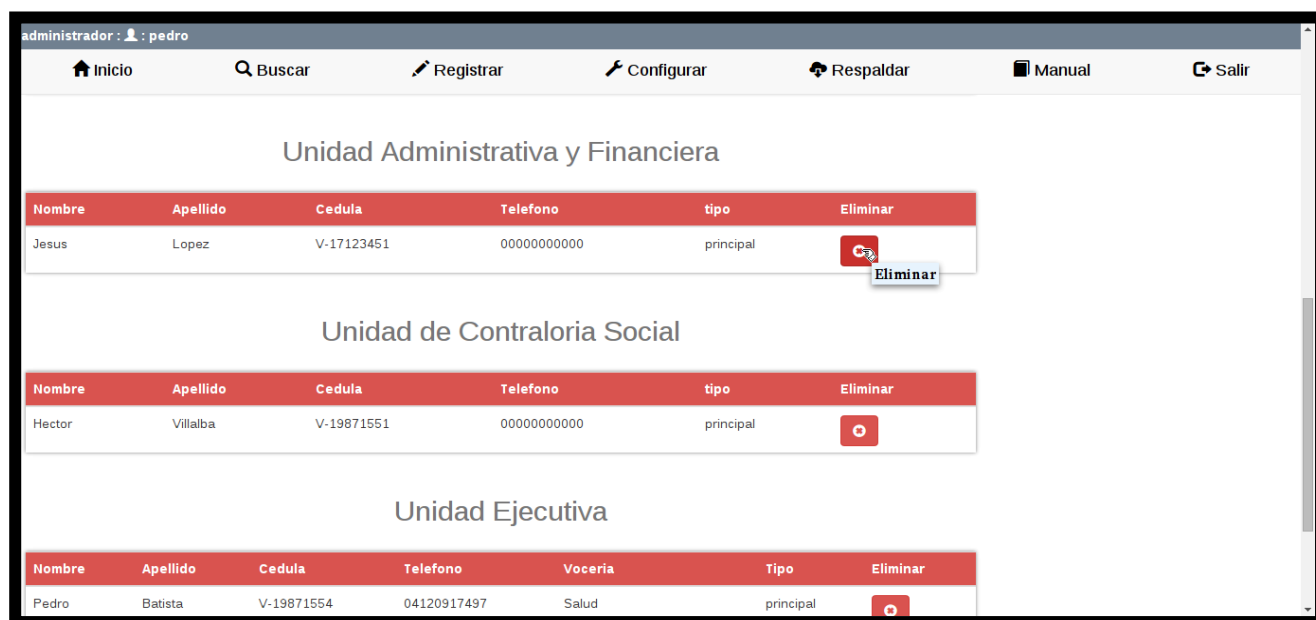 administrador : : pedro
Inicio Buscar Registrar Configurar Respaldar Manual Salir
Unidad Administrativa y Financiera
Nombre Apellido Cedula Telefono tipo Eliminar
Jesus Lopez V-17123451 00000000000 principal
Eliminar
Unidad de Contraloria Social
Nombre Apellido Cedula Telefono tipo Eliminar
Hector Villalba V-19871551 00000000000 principal
Unidad Ejecutiva
Nombre Apellido Cedula Telefono Voceria Tipo Eliminar
Pedro Batista V-19871554 04120917497 Salud principal